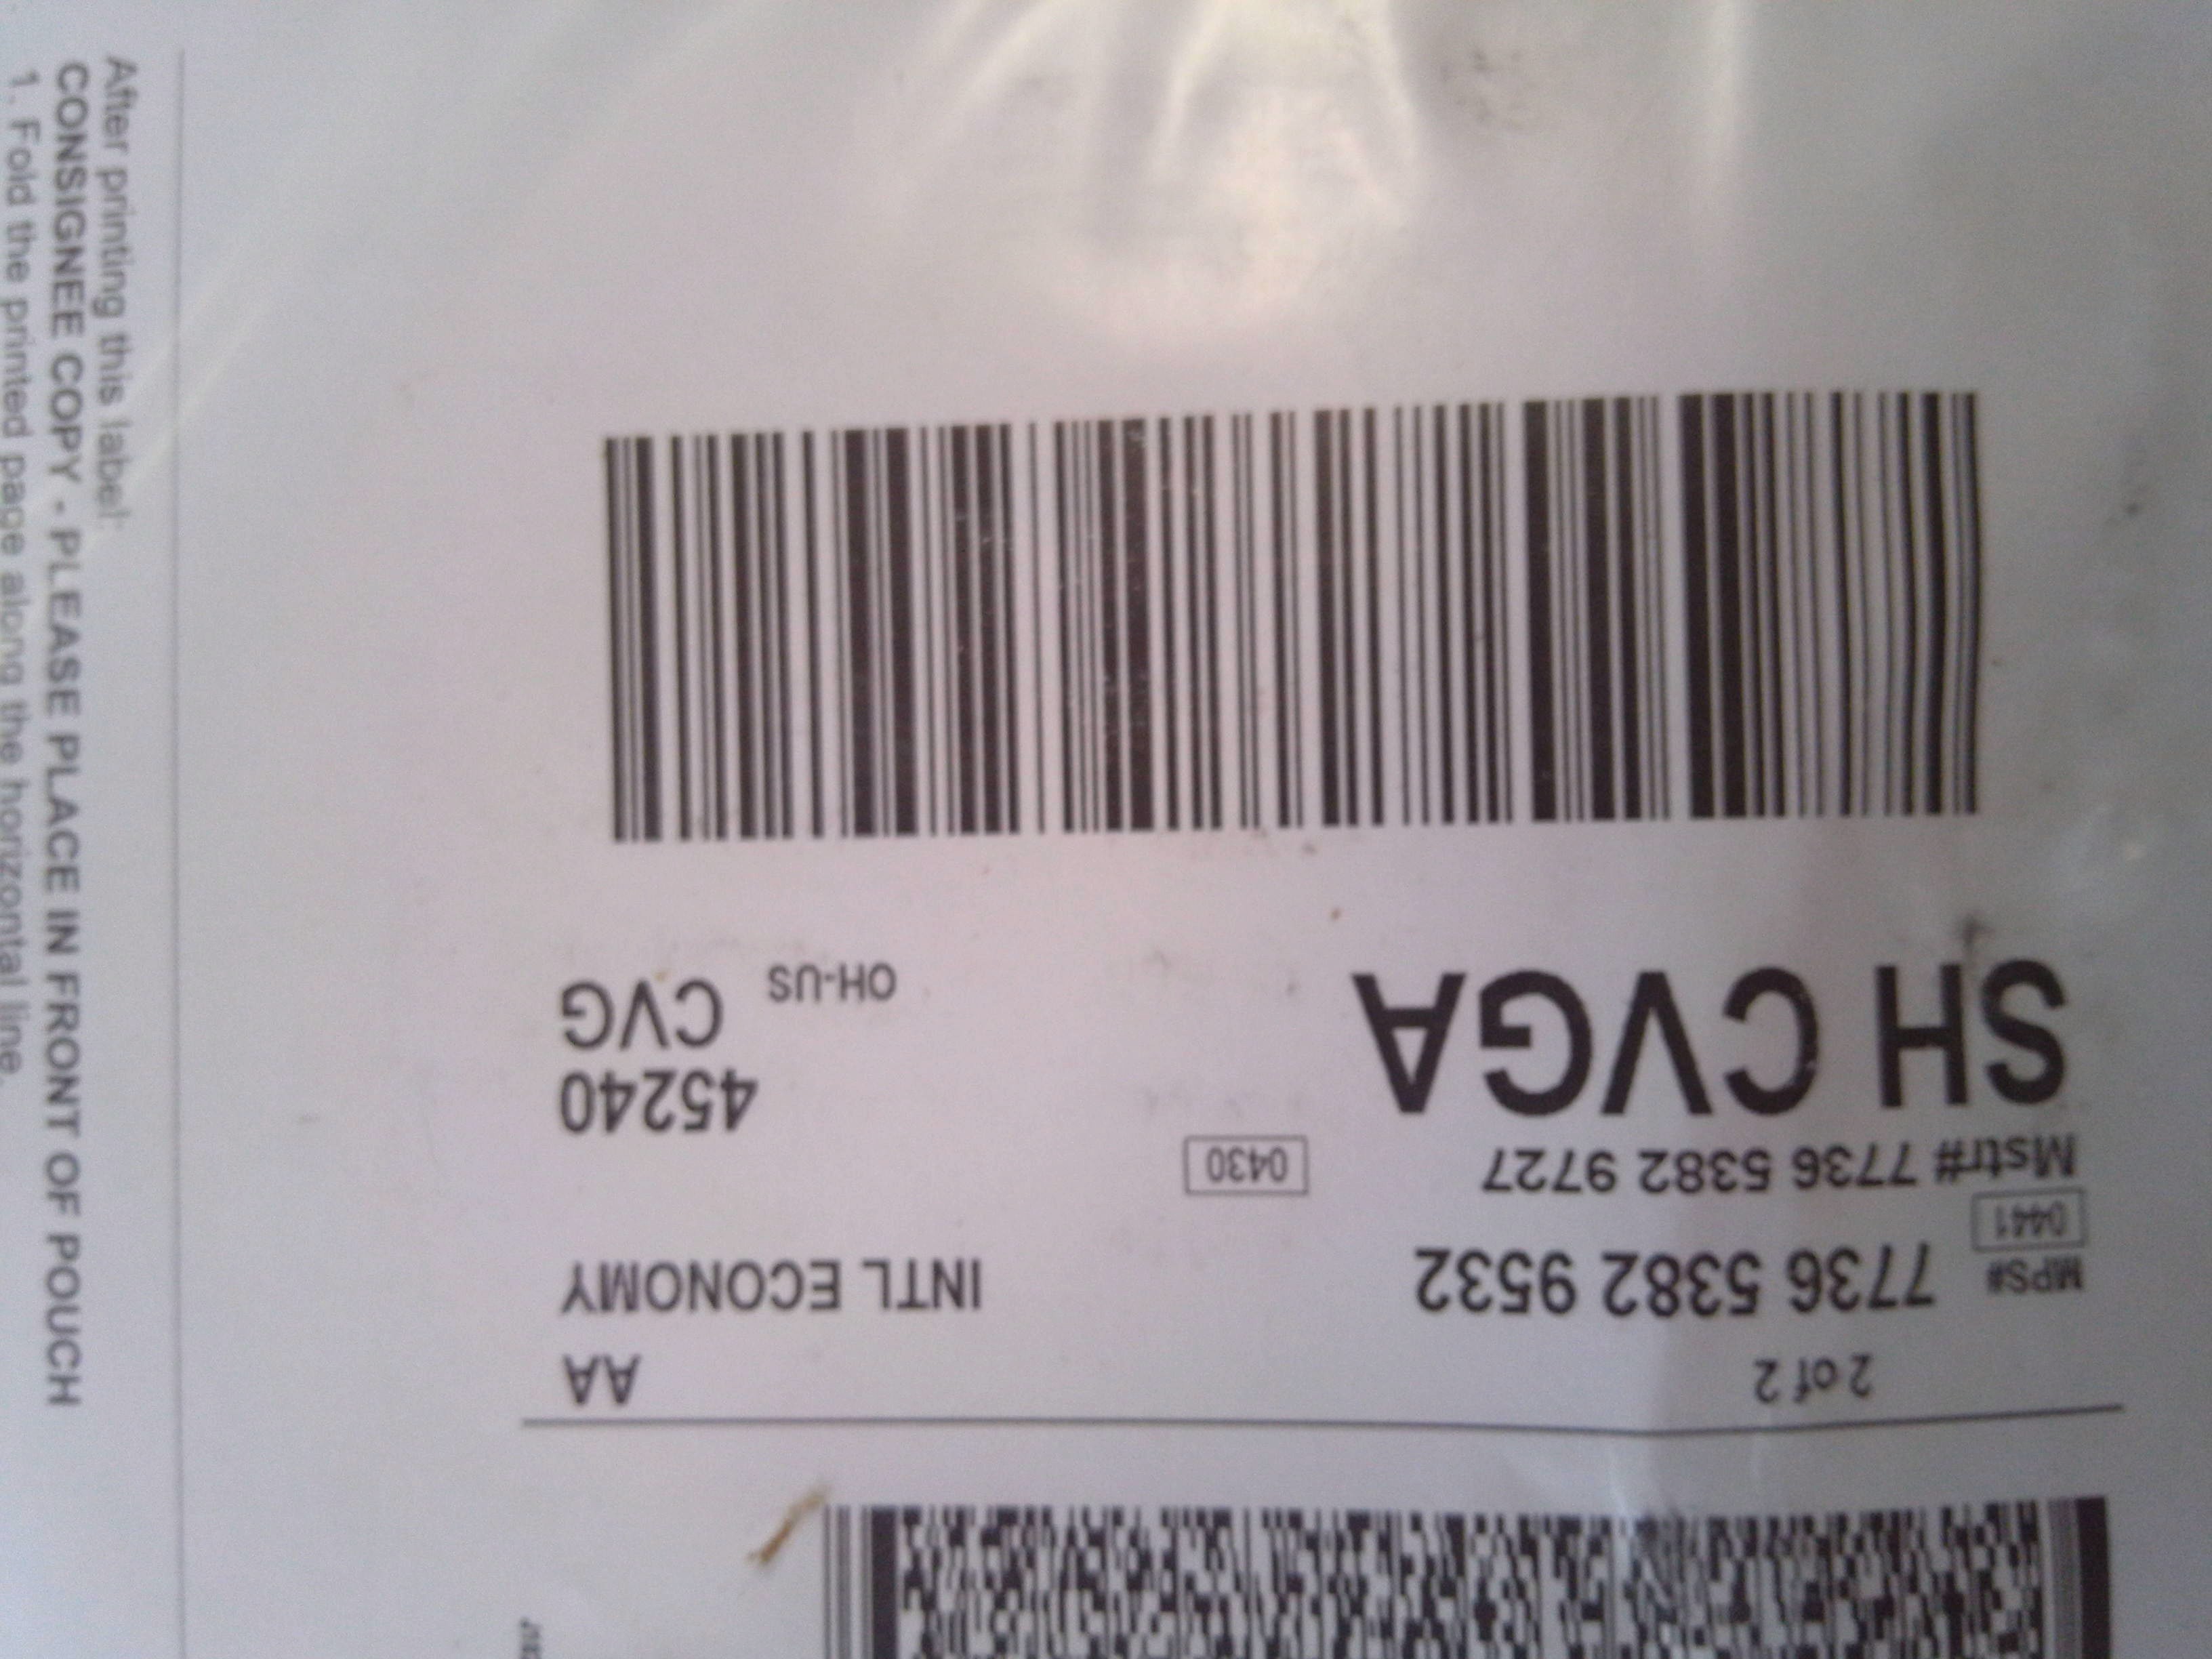 2 of 2
AA
MPS# 7736 5382 9532
INTL ECONOMY
0441
Mstr# 7736 5382 9727
0430
45240
SH CVGA
OH-US
CVG
After printing this label:
CONSIGNEE COPY - PLEASE PLACE IN FRONT OF POUCH
1. Fold the printed page along the horizontal line.